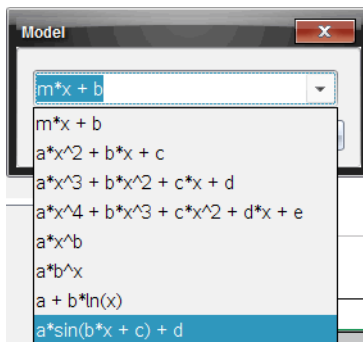 Model
m*x + b
m*x + b
a*x^2 + b*x + c
a*x^3 + b*x^2 + c*x + d
a*x^4 + b*x^3 + c*x^2 + d*x + e
a*x^b
a*b^x
a + b*ln(x)
a*sin(b*x + c) + d